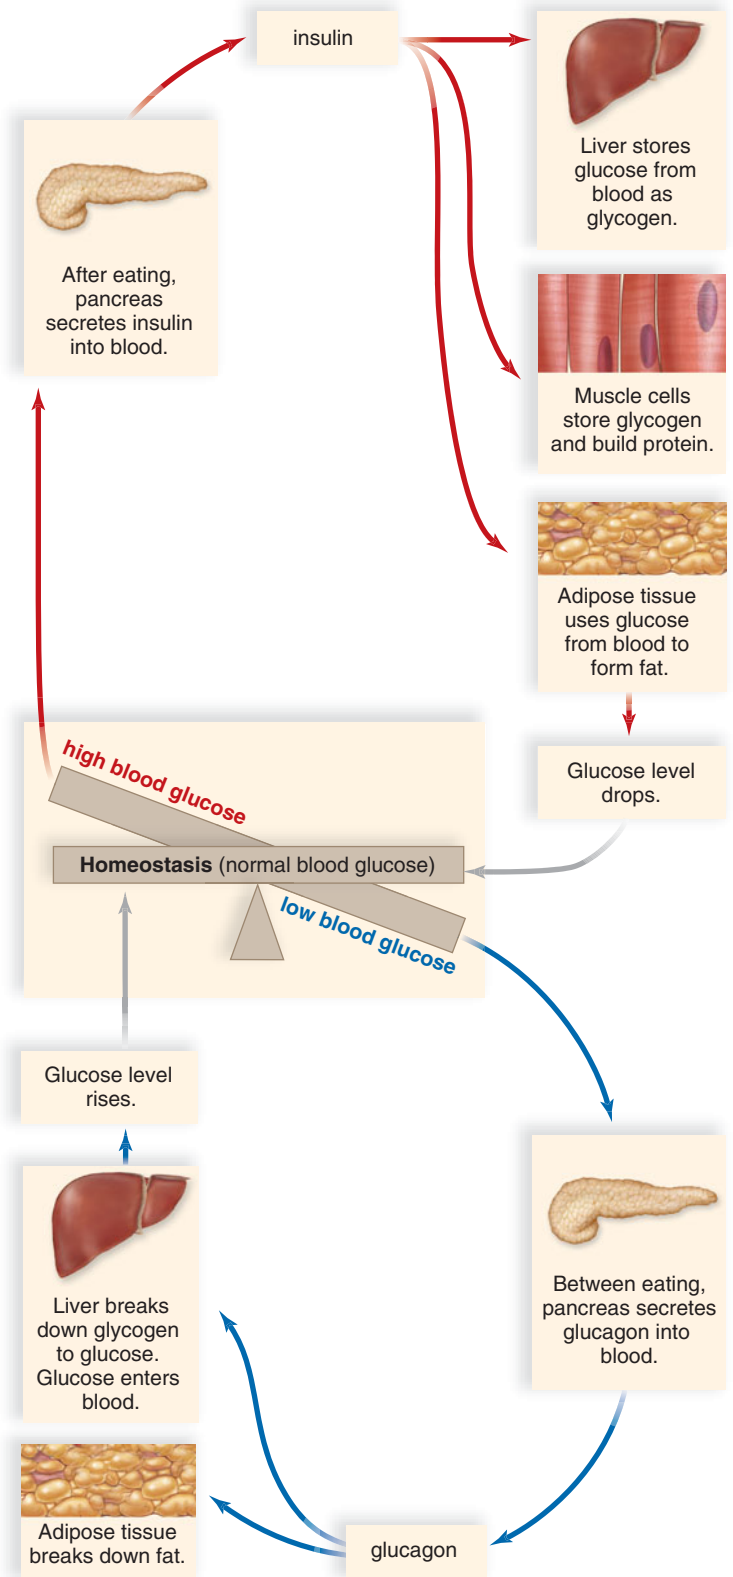 insulin
Liver stores
glucose from
blood as
glycogen.
After eating,
pancreas
secretes insulin
into blood.
Muscle cells
store glycogen
and build protein.
Adipose tissue
uses glucose
from blood to
form fat.
high blood glucose
Glucose level
drops.
Homeostasis (normal blood glucose)
low blood glucose
Glucose level
rises.
Between eating,
pancreas secretes
glucagon into
blood.
Liver breaks
down glycogen
to glucose.
Glucose enters
blood.
Adipose tissue
breaks down fat.
glucagon